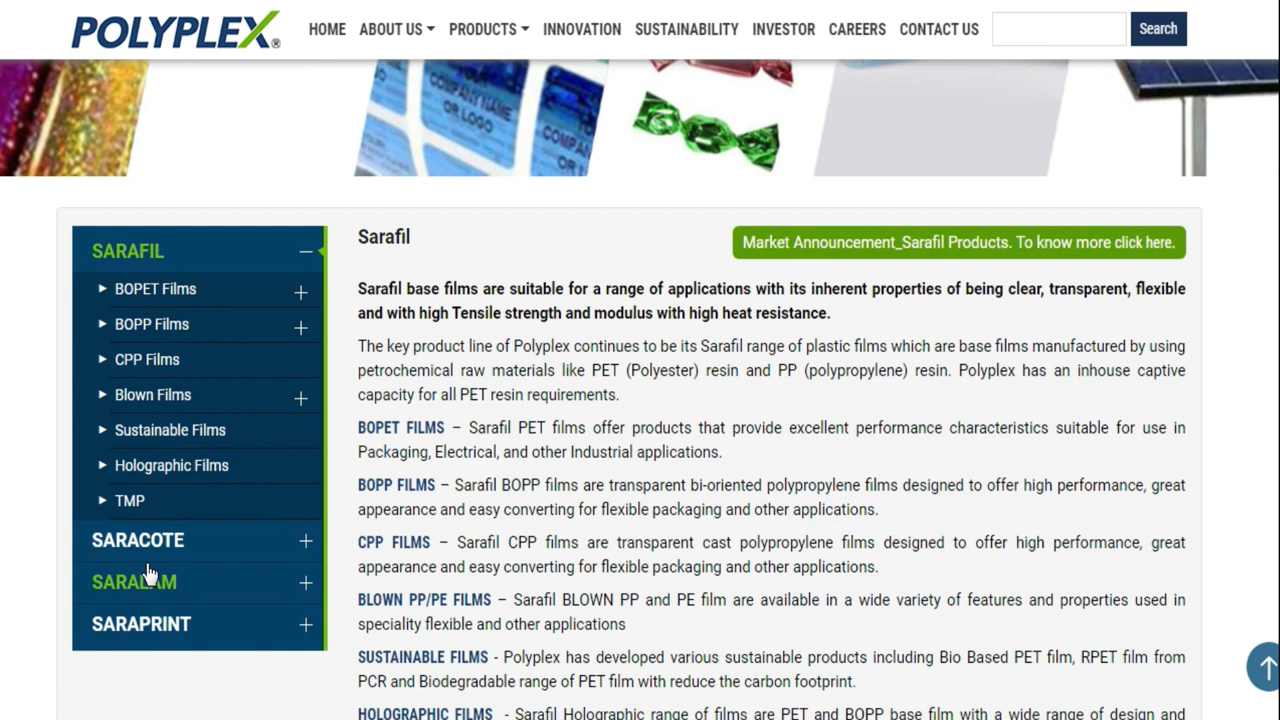 POLYPLEX®
HOME ABOUT US PRODUCTS INNOVATION SUSTAINABILITY INVESTOR CAREERS CONTACT US Search
COMPANY NAME
OR LOGO
SARAFIL
BOPET Films
BOPP Films
CPP Films
Blown Films
Sustainable Films
Holographic Films
TMP
SARACOTE
SARALAM
SARAPRINT
Sarafil
Market Announcement_Sarafil Products. To know more click here.
Sarafil base films are suitable for a range of applications with its inherent properties of being clear, transparent, flexible
and with high Tensile strength and modulus with high heat resistance.
The key product line of Polyplex continues to be its Sarafil range of plastic films which are base films manufactured by using
petrochemical raw materials like PET (Polyester) resin and PP (polypropylene) resin. Polyplex has an inhouse captive
capacity for all PET resin requirements.
BOPET FILMS – Sarafil PET films offer products that provide excellent performance characteristics suitable for use in
Packaging, Electrical, and other Industrial applications.
BOPP FILMS – Sarafil BOPP films are transparent bi-oriented polypropylene films designed to offer high performance, great
appearance and easy converting for flexible packaging and other applications.
CPP FILMS – Sarafil CPP films are transparent cast polypropylene films designed to offer high performance, great
appearance and easy converting for flexible packaging and other applications.
BLOWN PP/PE FILMS – Sarafil BLOWN PP and PE film are available in a wide variety of features and properties used in
speciality flexible and other applications
SUSTAINABLE FILMS - Polyplex has developed various sustainable products including Bio Based PET film, RPET film from
PCR and Biodegradable range of PET film with reduce the carbon footprint.
HOLOGRAPHIC FILMS - Sarafil Holographic range of films are PET and BOPP base film with a wide range of design and